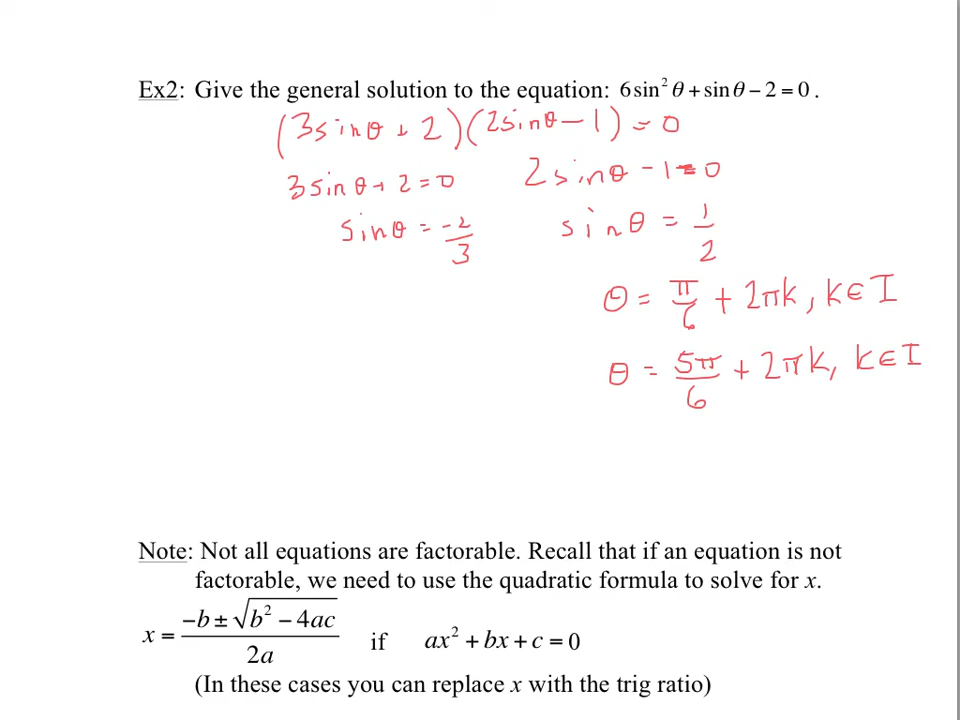 Ex2: Give the general solution to the equation: 6sin²θ + sinθ − 2 = 0.
(3sinθ + 2)(2sinθ − 1) = 0
3sinθ + 2 = 0 2sinθ − 1 = 0
sinθ = -2/3 sinθ = 1/2
θ = π/6 + 2πk, k∈I
θ = 5π/6 + 2πk, k∈I
Note: Not all equations are factorable. Recall that if an equation is not
factorable, we need to use the quadratic formula to solve for x.
x = (−b ± √(b² − 4ac))/(2a) if ax² + bx + c = 0
(In these cases you can replace x with the trig ratio)